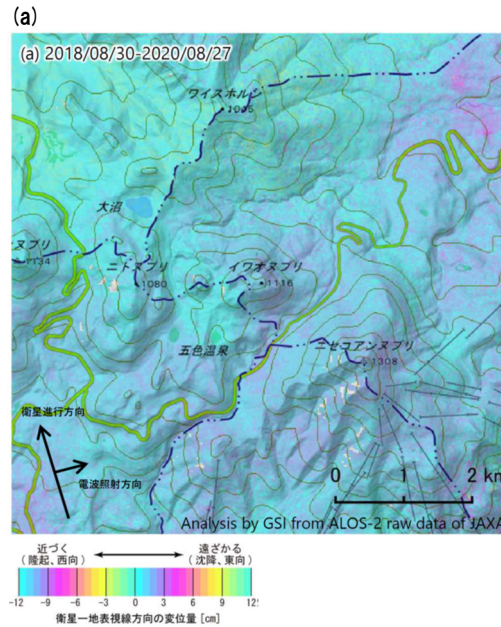 (a)
(a) 2018/08/30-2020/08/27
ワイスホルン
1045
大沼
ヌプリ
1134
ニトヌプリ
1080
イワオヌプリ
1116
五色温泉
ニセコアンヌプリ
1308
衛星進行方向
電波照射方向
0 1 2 km
Analysis by GSI from ALOS-2 raw data of JAXA
近づく
(隆起、西向)
遠ざかる
(沈降、東向)
-12 -9 -6 -3 0 3 6 9 12
衛星―地表視線方向の変位量 [cm]